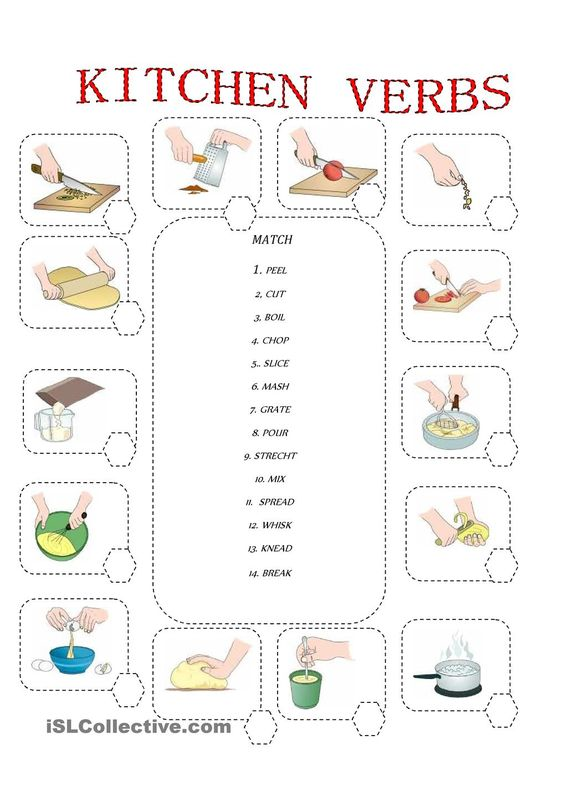 KITCHEN VERBS
MATCH
1. PEEL
2, CUT
3, BOIL
4. CHOP
5.. SLICE
6. MASH
7. GRATE
8. POUR
9. STRECHT
10. MIX
11. SPREAD
12. WHISK
13. KNEAD
14. BREAK
iSLCollective.com